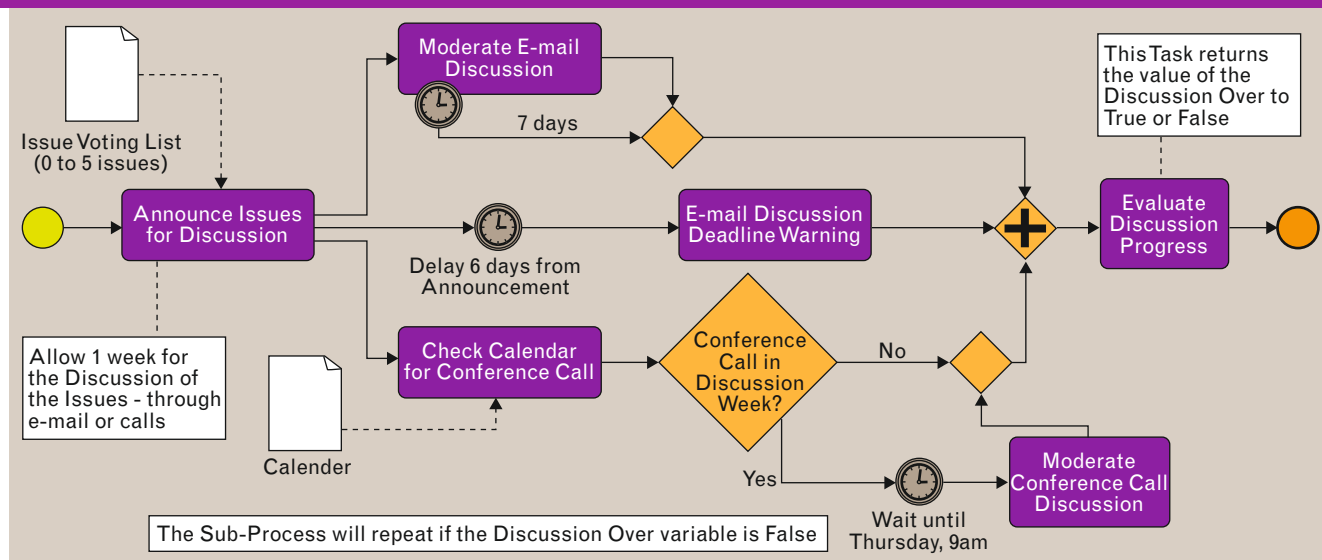 Issue Voting List
(0 to 5 issues)
Announce Issues
for Discussion
Allow 1 week for
the Discussion of
the Issues - through
e-mail or calls
Moderate E-mail
Discussion
7 days
Delay 6 days from
Announcement
E-mail Discussion
Deadline Warning
Calender
Check Calendar
for Conference Call
Conference
Call in
Discussion
Week?
No
Yes
Wait until
Thursday, 9am
Moderate
Conference Call
Discussion
This Task returns
the value of the
Discussion Over to
True or False
Evaluate
Discussion
Progress
The Sub-Process will repeat if the Discussion Over variable is False